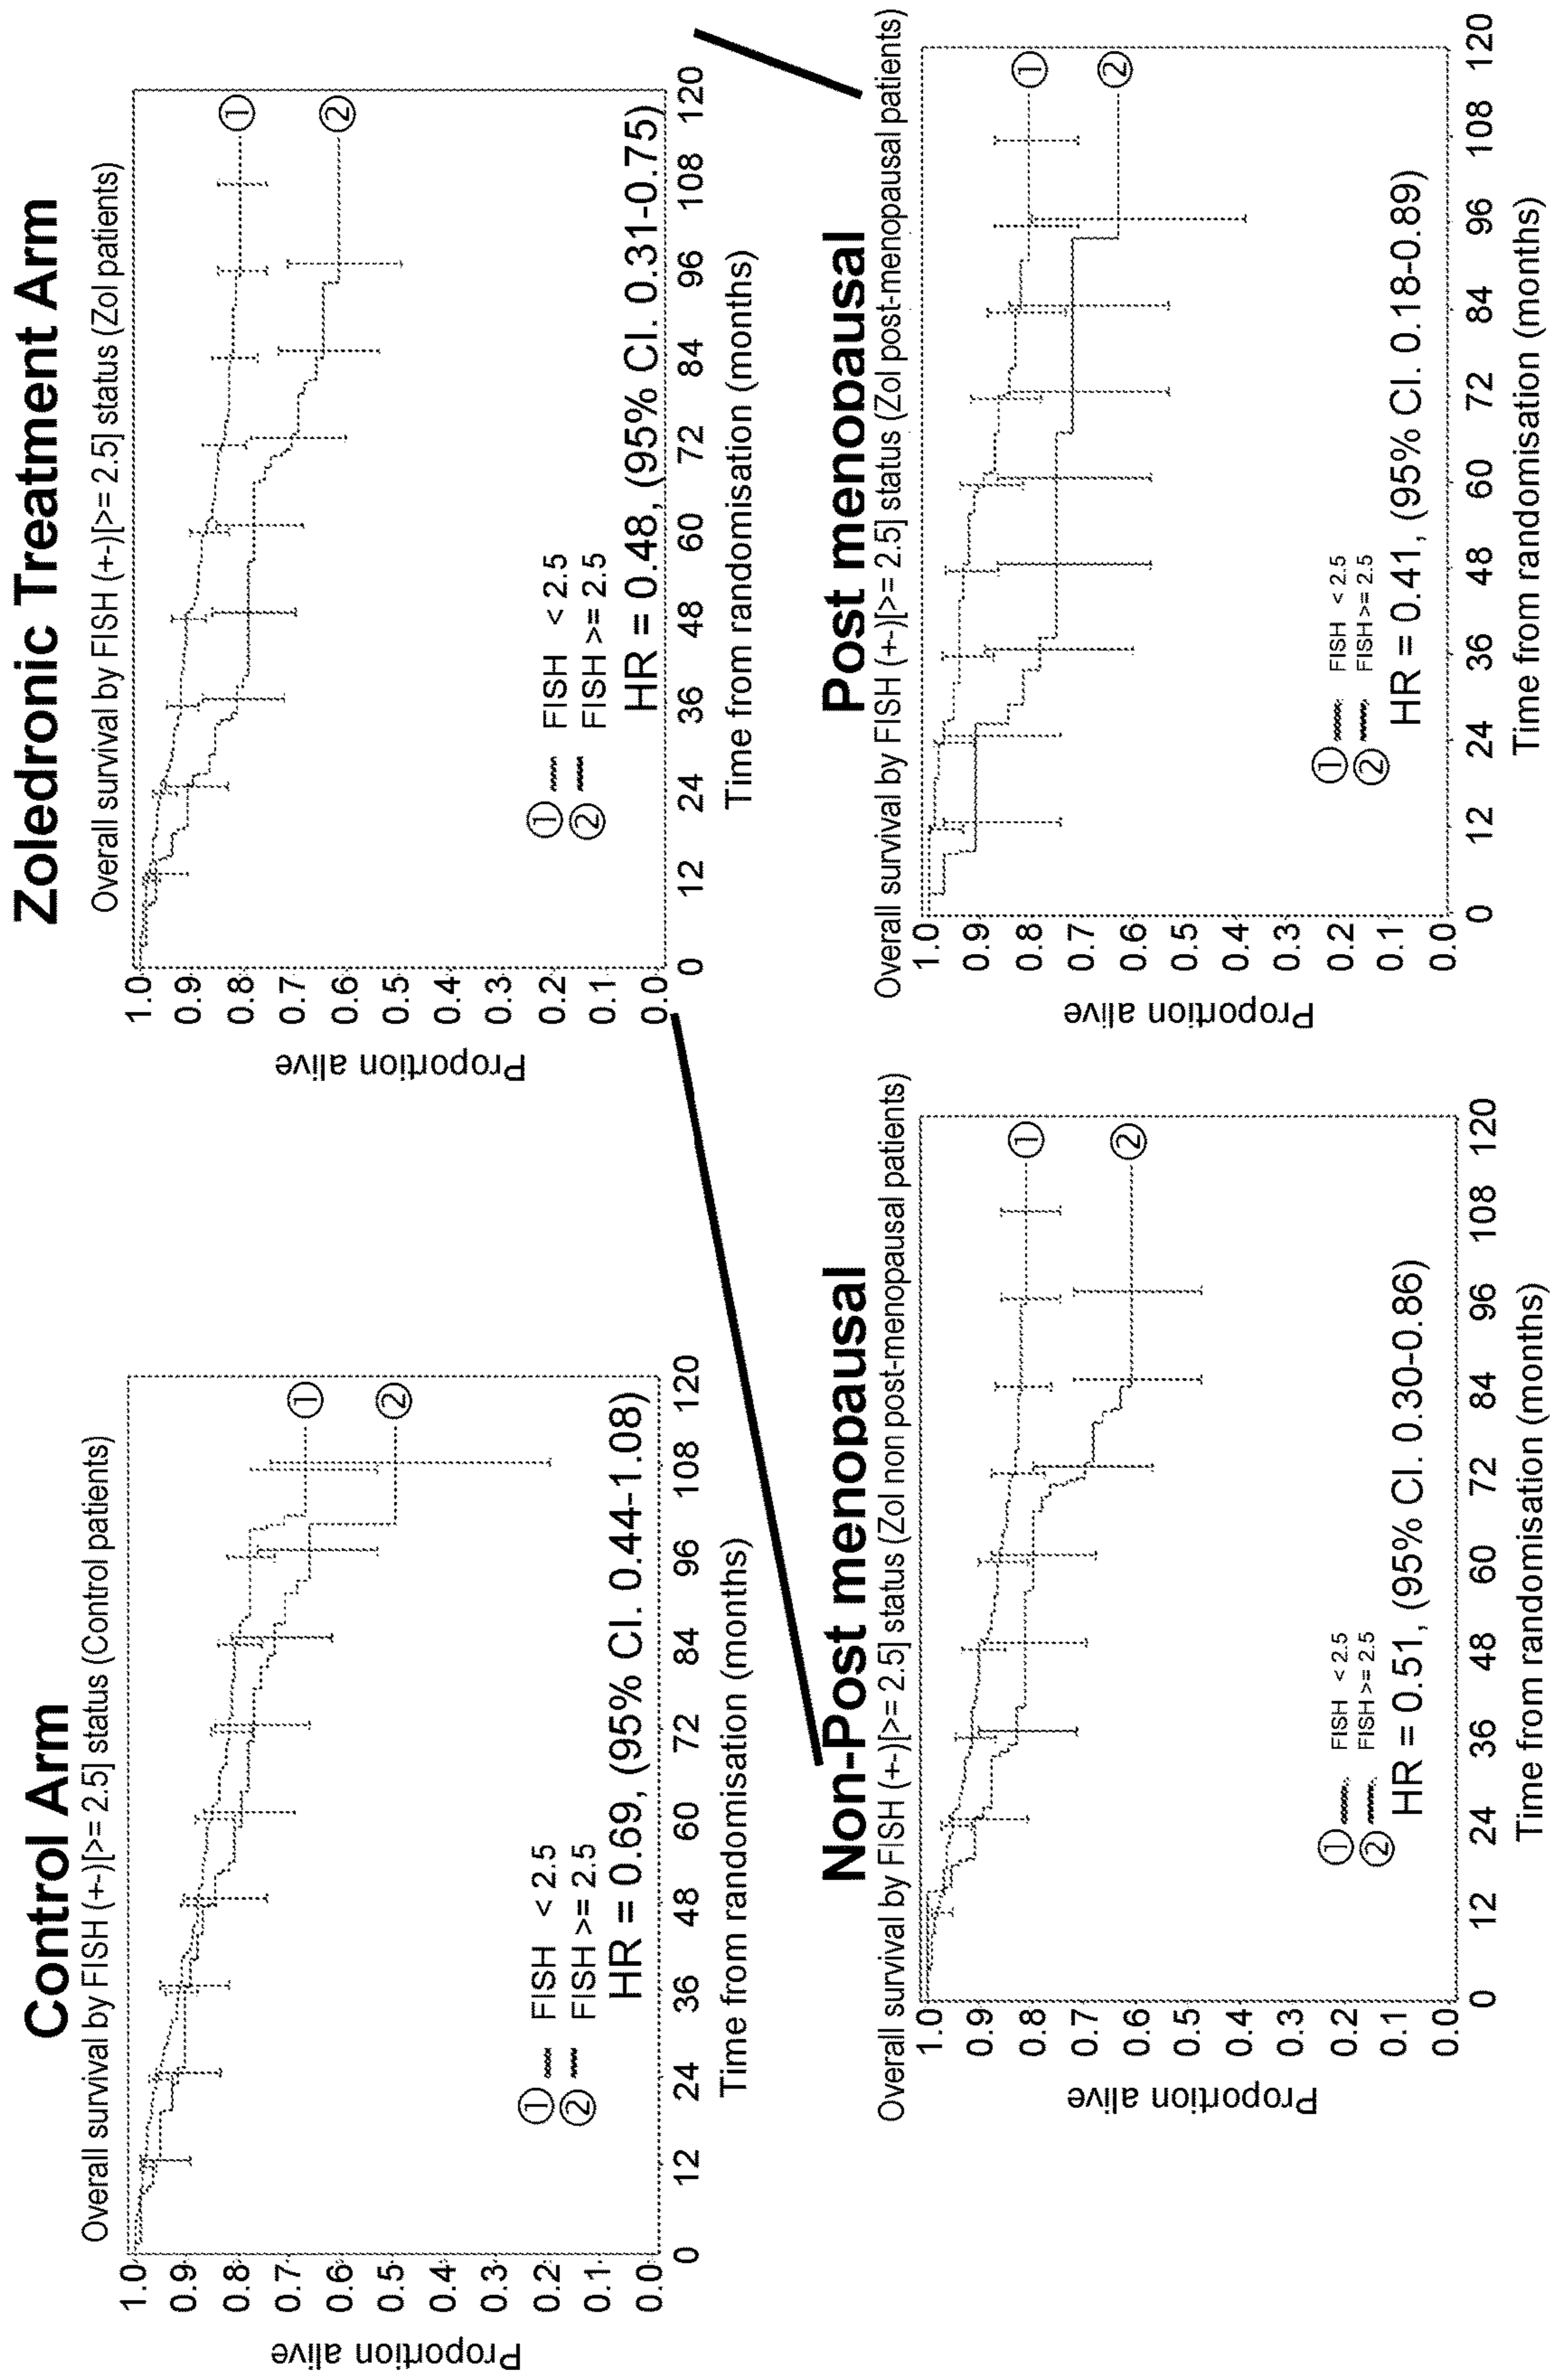 Control Arm
Overall survival by FISH (+-)[>= 2.5] status (Control patients)
Proportion alive
1.0
0.9
0.8
0.7
0.6
0.5
0.4
0.3
0.2
0.1
0.0
① FISH < 2.5
② FISH >= 2.5
HR = 0.69, (95% CI. 0.44-1.08)
①
②
0 12 24 36 48 60 72 84 96 108 120
Time from randomisation (months)
Zoledronic Treatment Arm
Overall survival by FISH (+-)[>= 2.5] status (Zol patients)
Proportion alive
1.0
0.9
0.8
0.7
0.6
0.5
0.4
0.3
0.2
0.1
0.0
① FISH < 2.5
② FISH >= 2.5
HR = 0.48, (95% CI. 0.31-0.75)
①
②
0 12 24 36 48 60 72 84 96 108 120
Time from randomisation (months)
Non-Post menopausal
Overall survival by FISH (+-)[>= 2.5] status (Zol non post-menopausal patients)
Proportion alive
1.0
0.9
0.8
0.7
0.6
0.5
0.4
0.3
0.2
0.1
0.0
① FISH < 2.5
② FISH >= 2.5
HR = 0.51, (95% CI. 0.30-0.86)
①
②
0 12 24 36 48 60 72 84 96 108 120
Time from randomisation (months)
Post menopausal
Overall survival by FISH (+-)[>= 2.5] status (Zol post-menopausal patients)
Proportion alive
1.0
0.9
0.8
0.7
0.6
0.5
0.4
0.3
0.2
0.1
0.0
① FISH < 2.5
② FISH >= 2.5
HR = 0.41, (95% CI. 0.18-0.89)
①
②
0 12 24 36 48 60 72 84 96 108 120
Time from randomisation (months)